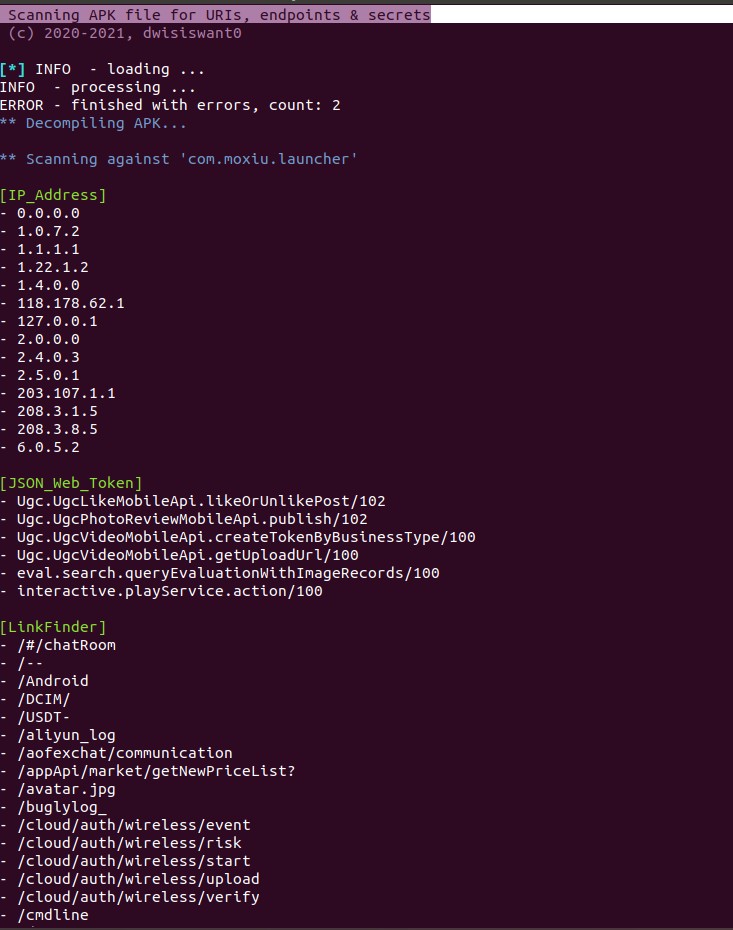 Scanning APK file for URIs, endpoints & secrets
(c) 2020-2021, dwisiswant0
[*] INFO  - loading ...
INFO  - processing ...
ERROR - finished with errors, count: 2
** Decompiling APK...
** Scanning against 'com.moxiu.launcher'
[IP_Address]
- 0.0.0.0
- 1.0.7.2
- 1.1.1.1
- 1.22.1.2
- 1.4.0.0
- 118.178.62.1
- 127.0.0.1
- 2.0.0.0
- 2.4.0.3
- 2.5.0.1
- 203.107.1.1
- 208.3.1.5
- 208.3.8.5
- 6.0.5.2
[JSON_Web_Token]
- Ugc.UgcLikeMobileApi.likeOrUnlikePost/102
- Ugc.UgcPhotoReviewMobileApi.publish/102
- Ugc.UgcVideoMobileApi.createTokenByBusinessType/100
- Ugc.UgcVideoMobileApi.getUploadUrl/100
- eval.search.queryEvaluationWithImageRecords/100
- interactive.playService.action/100
[LinkFinder]
- /#/chatRoom
- /--
- /Android
- /DCIM/
- /USDT-
- /aliyun_log
- /aofexchat/communication
- /appApi/market/getNewPriceList?
- /avatar.jpg
- /buglylog_
- /cloud/auth/wireless/event
- /cloud/auth/wireless/risk
- /cloud/auth/wireless/start
- /cloud/auth/wireless/upload
- /cloud/auth/wireless/verify
- /cmdline